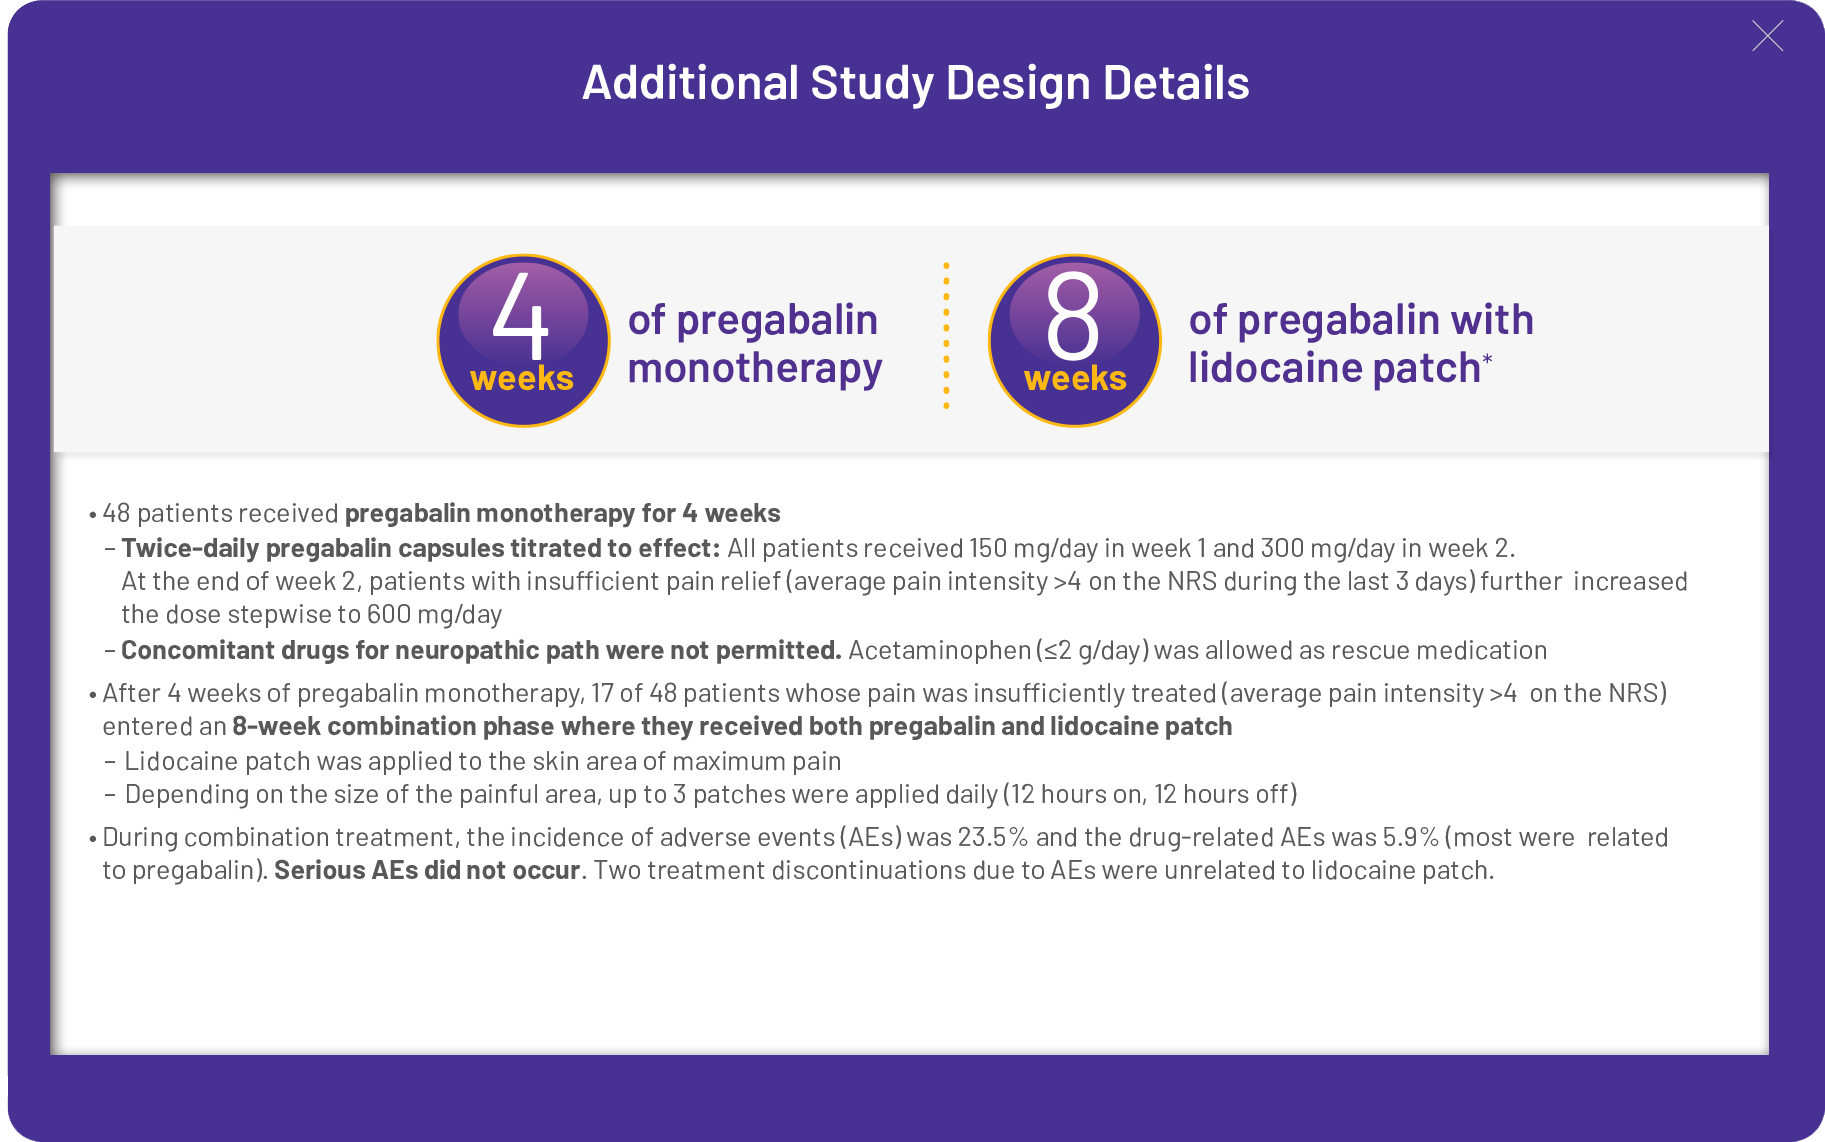 Additional Study Design Details
4
weeks
of pregabalin
monotherapy
8
weeks
of pregabalin with
lidocaine patch*
• 48 patients received pregabalin monotherapy for 4 weeks
– Twice-daily pregabalin capsules titrated to effect: All patients received 150 mg/day in week 1 and 300 mg/day in week 2.
At the end of week 2, patients with insufficient pain relief (average pain intensity >4 on the NRS during the last 3 days) further increased
the dose stepwise to 600 mg/day
– Concomitant drugs for neuropathic path were not permitted. Acetaminophen (≤2 g/day) was allowed as rescue medication
• After 4 weeks of pregabalin monotherapy, 17 of 48 patients whose pain was insufficiently treated (average pain intensity >4 on the NRS)
entered an 8-week combination phase where they received both pregabalin and lidocaine patch
– Lidocaine patch was applied to the skin area of maximum pain
– Depending on the size of the painful area, up to 3 patches were applied daily (12 hours on, 12 hours off)
• During combination treatment, the incidence of adverse events (AEs) was 23.5% and the drug-related AEs was 5.9% (most were related
to pregabalin). Serious AEs did not occur. Two treatment discontinuations due to AEs were unrelated to lidocaine patch.